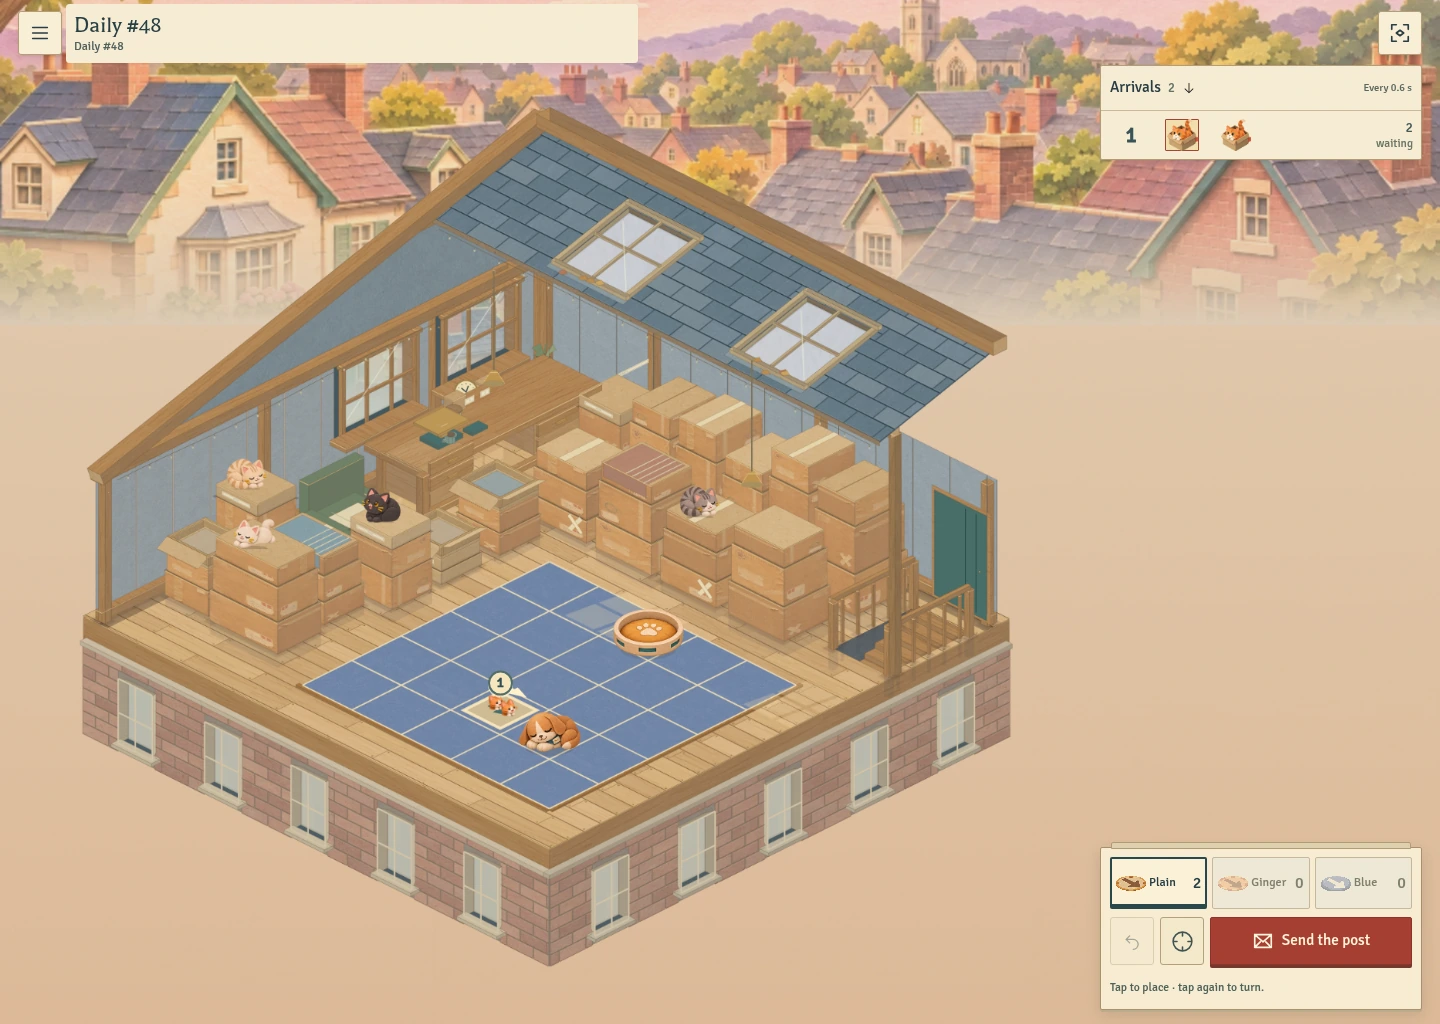 Daily #48
Daily #48
Arrivals 2
Every 0.6 s
1
2
waiting
1
Plain 2
Ginger 0
Blue 0
Send the post
Tap to place · tap again to turn.